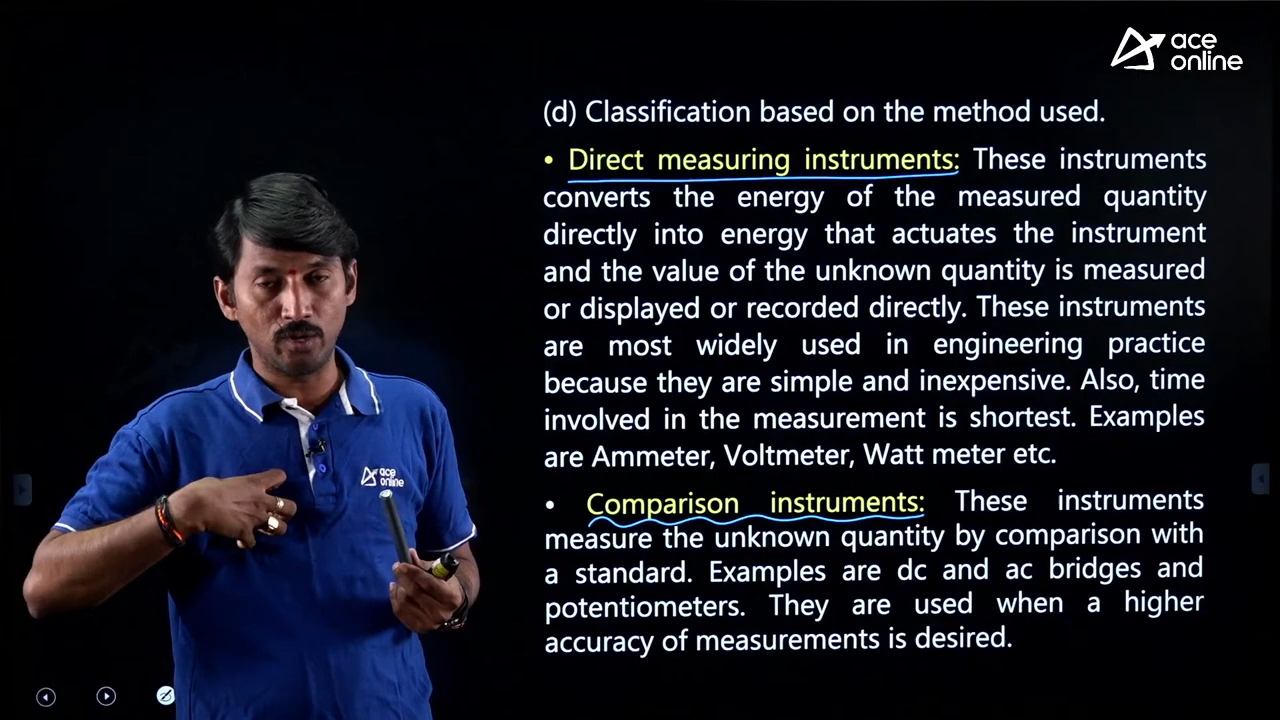 ace
online
(d) Classification based on the method used.
• Direct measuring instruments: These instruments
converts the energy of the measured quantity
directly into energy that actuates the instrument
and the value of the unknown quantity is measured
or displayed or recorded directly. These instruments
are most widely used in engineering practice
because they are simple and inexpensive. Also, time
involved in the measurement is shortest. Examples
are Ammeter, Voltmeter, Watt meter etc.
• Comparison instruments: These instruments
measure the unknown quantity by comparison with
a standard. Examples are dc and ac bridges and
potentiometers. They are used when a higher
accuracy of measurements is desired.
ace
online